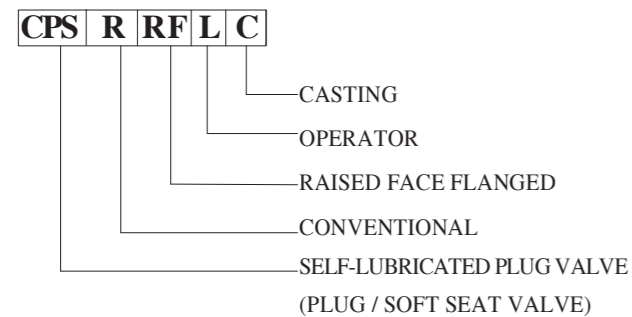 CPS R RF L C
CASTING
OPERATOR
RAISED FACE FLANGED
CONVENTIONAL
SELF-LUBRICATED PLUG VALVE
(PLUG / SOFT SEAT VALVE)